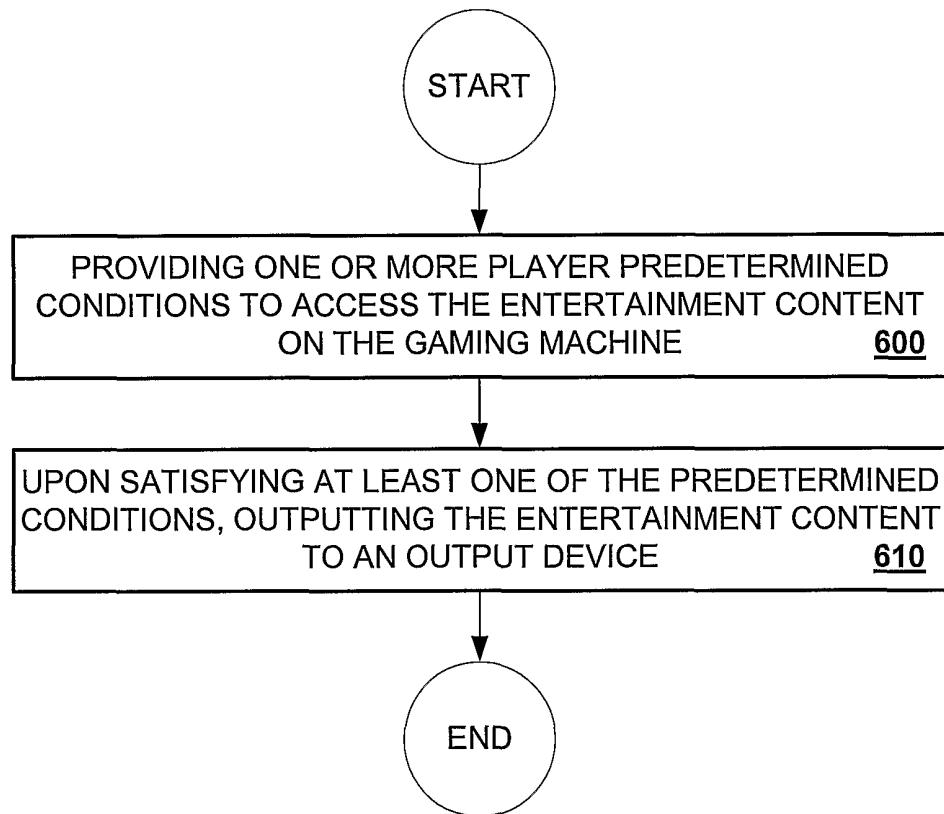 START
PROVIDING ONE OR MORE PLAYER PREDETERMINED
CONDITIONS TO ACCESS THE ENTERTAINMENT CONTENT
ON THE GAMING MACHINE 600
UPON SATISFYING AT LEAST ONE OF THE PREDETERMINED
CONDITIONS, OUTPUTTING THE ENTERTAINMENT CONTENT
TO AN OUTPUT DEVICE 610
END